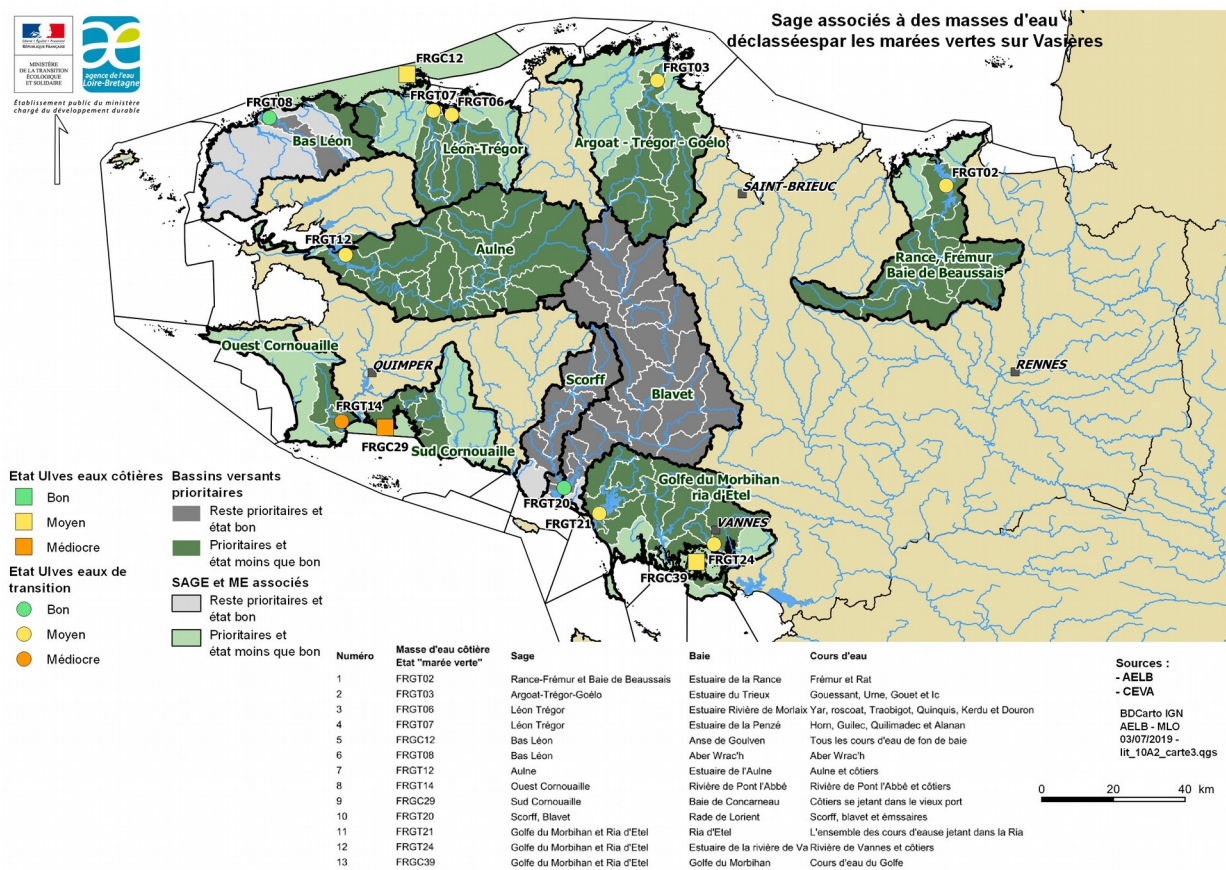 Sage associés à des masses d'eau
déclasséespar les marées vertes sur Vasières
RÉPUBLIQUE FRANÇAISE
MINISTÈRE
DE LA TRANSITION
ÉCOLOGIQUE
ET SOLIDAIRE
agence de l'eau
Loire-Bretagne
Établissement public du ministère
chargé du développement durable
FRGC12
FRGT03
FRGT08
FRGT07
FRGT06
Bas Léon
Léon-Trégor
Argoat - Trégor - Goélo
SAINT-BRIEUC
FRGT02
FRGT12
Aulne
Rance, Frémur
Baie de Beaussais
Ouest Cornouaille
QUIMPER
Scorff
RENNES
Blavet
FRGT14
FRGC29
Sud Cornouaille
Golfe du Morbihan
ria d'Etel
FRGT20
FRGT21
VANNES
FRGT24
FRGC39
Etat Ulves eaux côtières
Bon
Moyen
Médiocre
Etat Ulves eaux de
transition
Bon
Moyen
Médiocre
Bassins versants
prioritaires
Reste prioritaires et
état bon
Prioritaires et
état moins que bon
SAGE et ME associés
Reste prioritaires et
état bon
Prioritaires et
état moins que bon
Numéro Masse d'eau côtière Etat "marée verte" Sage Baie Cours d'eau
1 FRGT02 Rance-Frémur et Baie de Beaussais Estuaire de la Rance Frémur et Rat
2 FRGT03 Argoat-Trégor-Goélo Estuaire du Trieux Gouessant, Urne, Gouet et Ic
3 FRGT06 Léon Trégor Estuaire Rivière de Morlaix Yar, roscoat, Traobigot, Quinquis, Kerdu et Douron
4 FRGT07 Léon Trégor Estuaire de la Penzé Horn, Guilec, Quilimadec et Alanan
5 FRGC12 Bas Léon Anse de Goulven Tous les cours d'eau de fon de baie
6 FRGT08 Bas Léon Aber Wrac'h Aber Wrac'h
7 FRGT12 Aulne Estuaire de l'Aulne Aulne et côtiers
8 FRGT14 Ouest Cornouaille Rivière de Pont l'Abbé Rivière de Pont l'Abbé et côtiers
9 FRGC29 Sud Cornouaille Baie de Concarneau Côtiers se jetant dans le vieux port
10 FRGT20 Scorff, Blavet Rade de Lorient Scorff, blavet et émssaires
11 FRGT21 Golfe du Morbihan et Ria d'Etel Ria d'Etel L'ensemble des cours d'eause jetant dans la Ria
12 FRGT24 Golfe du Morbihan et Ria d'Etel Estuaire de la rivière de Va Rivière de Vannes et côtiers
13 FRGC39 Golfe du Morbihan et Ria d'Etel Golfe du Morbihan Cours d'eau du Golfe
Sources :
- AELB
- CEVA
BDCarto IGN
AELB - MLO
03/07/2019 -
lit_10A2_carte3.qgs
0 20 40 km